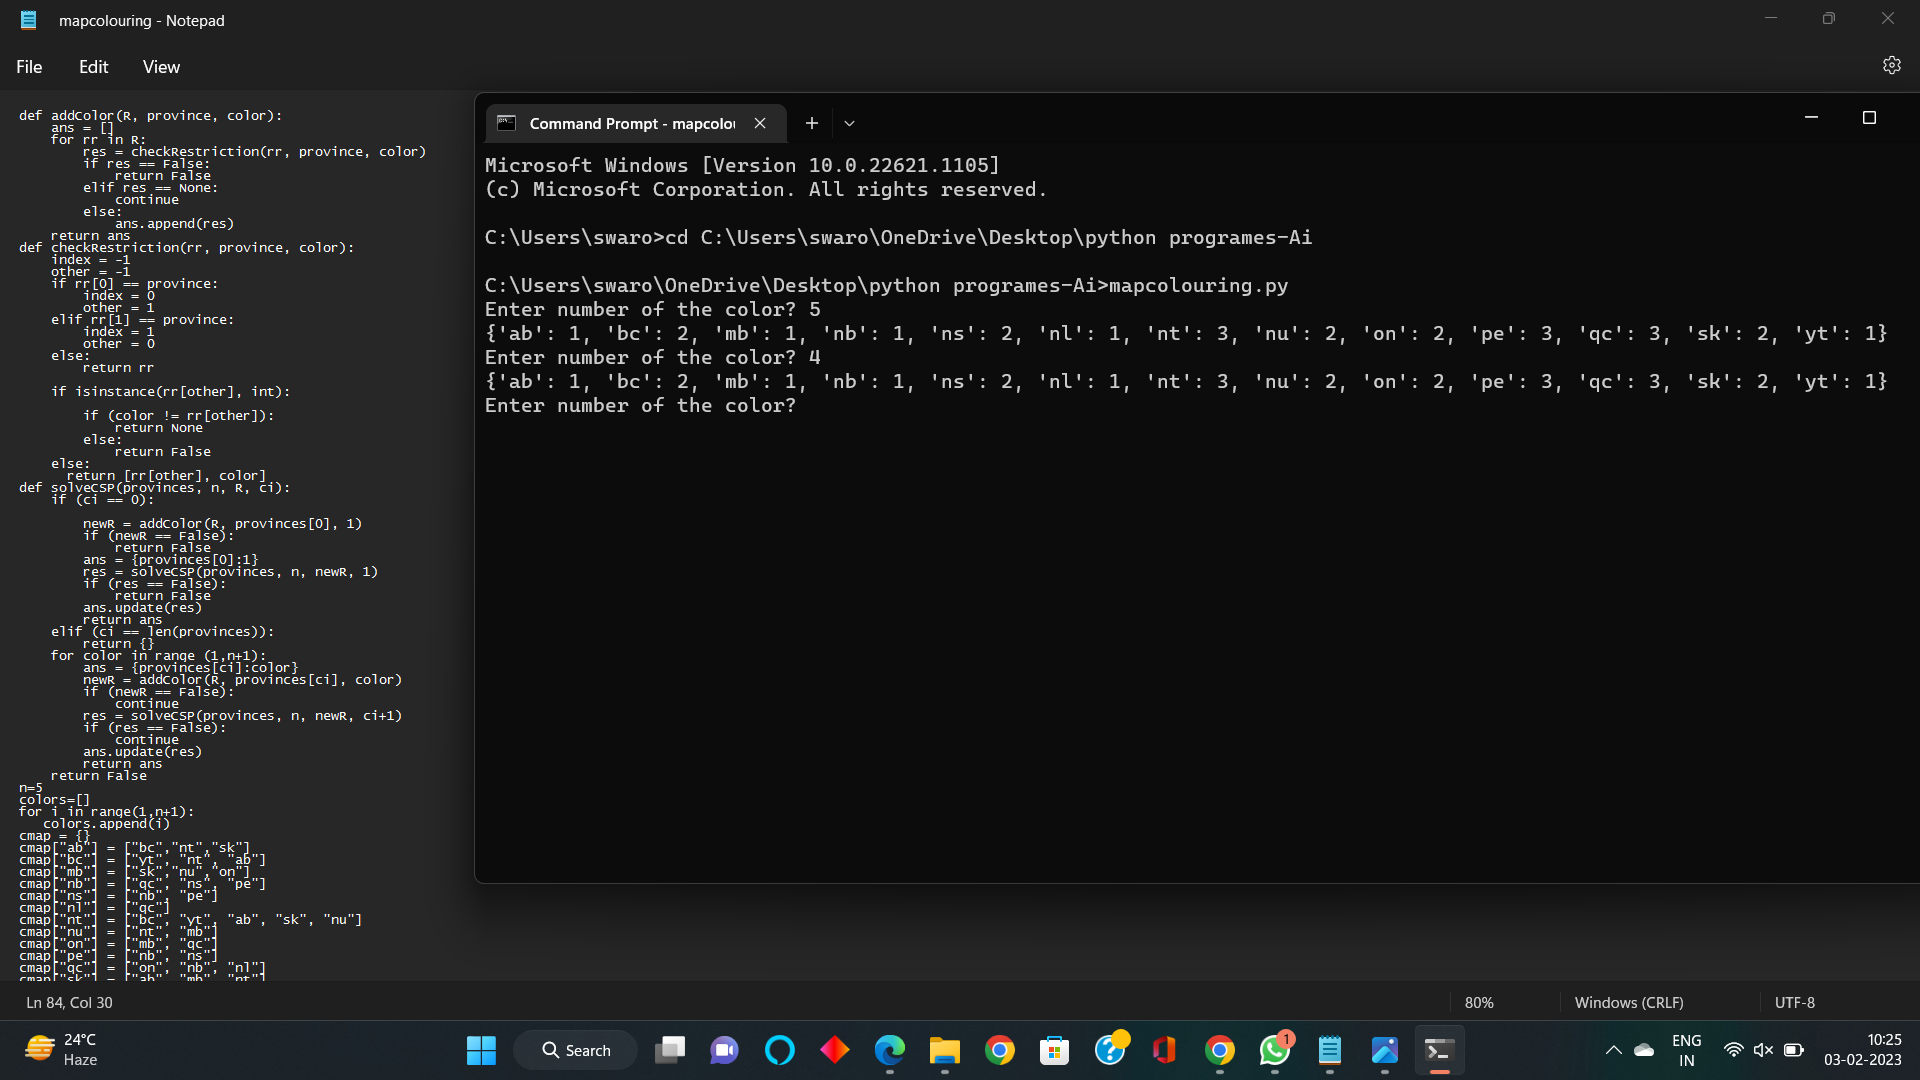 mapcolouring - Notepad
File Edit View
def addColor(R, province, color):
    ans = []
    for rr in R:
        res = checkRestriction(rr, province, color)
        if res == False:
            return False
        elif res == None:
            continue
        else:
            ans.append(res)
    return ans
def checkRestriction(rr, province, color):
    index = -1
    other = -1
    if rr[0] == province:
        index = 0
        other = 1
    elif rr[1] == province:
        index = 1
        other = 0
    else:
        return rr
    if isinstance(rr[other], int):
        if (color != rr[other]):
            return None
        else:
            return False
    else:
      return [rr[other], color]
def solveCSP(provinces, n, R, ci):
    if (ci == 0):
        newR = addColor(R, provinces[0], 1)
        if (newR == False):
            return False
        ans = {provinces[0]:1}
        res = solveCSP(provinces, n, newR, 1)
        if (res == False):
            return False
        ans.update(res)
        return ans
    elif (ci == len(provinces)):
        return {}
    for color in range (1,n+1):
        ans = {provinces[ci]:color}
        newR = addColor(R, provinces[ci], color)
        if (newR == False):
            continue
        res = solveCSP(provinces, n, newR, ci+1)
        if (res == False):
            continue
        ans.update(res)
        return ans
    return False
n=5
colors=[]
for i in range(1,n+1):
   colors.append(i)
cmap = {}
cmap["ab"] = ["bc","nt","sk"]
cmap["bc"] = ["yt", "nt", "ab"]
cmap["mb"] = ["sk","nu","on"]
cmap["nb"] = ["qc", "ns", "pe"]
cmap["ns"] = ["nb", "pe"]
cmap["nl"] = ["qc"]
cmap["nt"] = ["bc", "yt", "ab", "sk", "nu"]
cmap["nu"] = ["nt", "mb"]
cmap["on"] = ["mb", "qc"]
cmap["pe"] = ["nb", "ns"]
cmap["qc"] = ["on", "nb", "nl"]
cmap["sk"] = ["ab", "mb", "nt"]
Command Prompt - mapcolou
Microsoft Windows [Version 10.0.22621.1105]
(c) Microsoft Corporation. All rights reserved.
C:\Users\swaro>cd C:\Users\swaro\OneDrive\Desktop\python programes-Ai
C:\Users\swaro\OneDrive\Desktop\python programes-Ai>mapcolouring.py
Enter number of the color? 5
{'ab': 1, 'bc': 2, 'mb': 1, 'nb': 1, 'ns': 2, 'nl': 1, 'nt': 3, 'nu': 2, 'on': 2, 'pe': 3, 'qc': 3, 'sk': 2, 'yt': 1}
Enter number of the color? 4
{'ab': 1, 'bc': 2, 'mb': 1, 'nb': 1, 'ns': 2, 'nl': 1, 'nt': 3, 'nu': 2, 'on': 2, 'pe': 3, 'qc': 3, 'sk': 2, 'yt': 1}
Enter number of the color?
Ln 84, Col 30 80% Windows (CRLF) UTF-8
24°C
Haze
Search
1
ENG
IN
10:25
03-02-2023